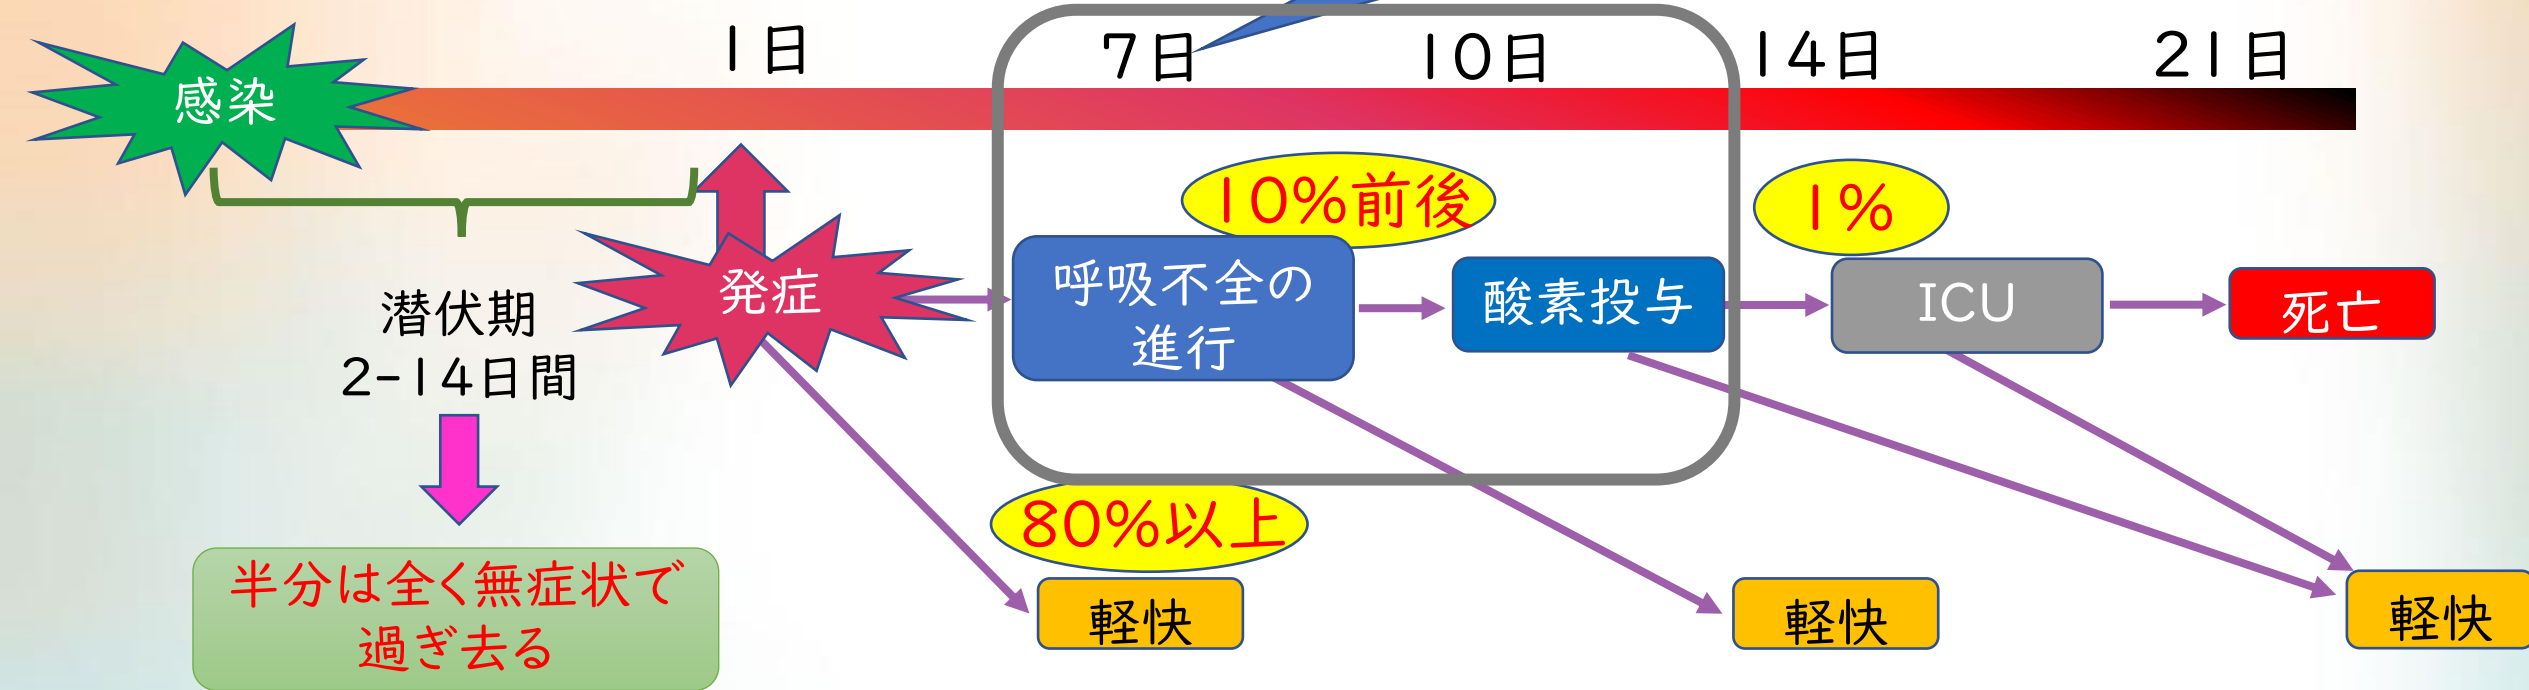 1日
7日
10日
14日
21日
感染
10%前後
1%
発症
呼吸不全の
進行
酸素投与
ICU
死亡
潜伏期
2-14日間
80%以上
半分は全く無症状で
過ぎ去る
軽快
軽快
軽快